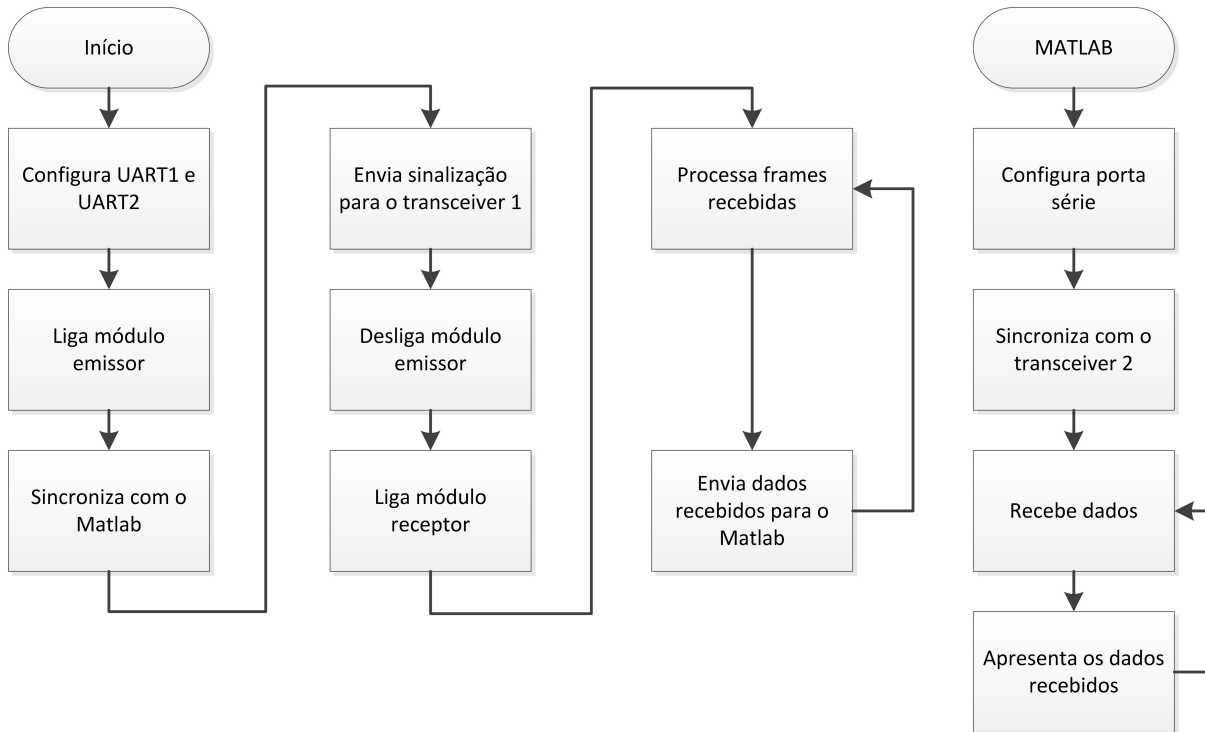 Início
Configura UART1 e
UART2
Liga módulo
emissor
Sincroniza com o
Matlab
Envia sinalização
para o transceiver 1
Desliga módulo
emissor
Liga módulo
receptor
Processa frames
recebidas
Envia dados
recebidos para o
Matlab
MATLAB
Configura porta
série
Sincroniza com o
transceiver 2
Recebe dados
Apresenta os dados
recebidos